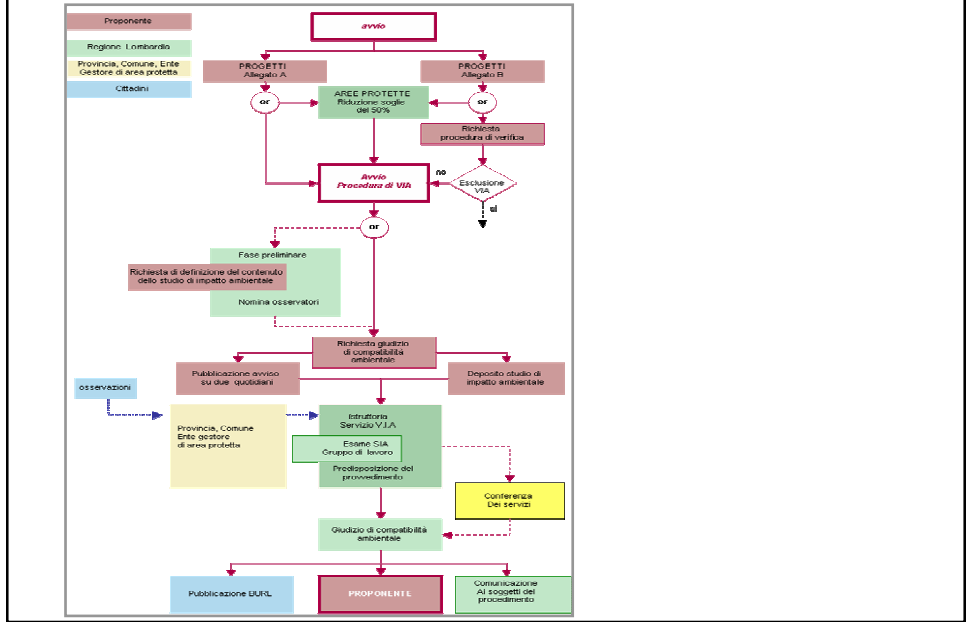 Proponente
Regione Lombardia
Provincia, Comune, Ente
Gestore di area protetta
Cittadini
avvio
PROGETTI
Allegato A
PROGETTI
Allegato B
or
AREE PROTETTE
Riduzione soglie
del 50%
or
Richiesta
procedura di verifica
Avvio
Procedura di VIA
no
Esclusione
VIA
si
or
Fase preliminare
Richiesta di definizione del contenuto
dello studio di impatto ambientale
Nomina osservatori
Richiesta giudizio
di compatibilità
ambientale
Pubblicazione avviso
su due quotidiani
Deposito studio di
impatto ambientale
osservazioni
Provincia, Comune
Ente gestore
di area protetta
Istruttoria
Servizio V.I.A
Esame SIA
Gruppo di lavoro
Predisposizione del
provvedimento
Conferenza
Dei servizi
Giudizio di compatibilità
ambientale
Pubblicazione BURL
PROPONENTE
Comunicazione
Ai soggetti del
procedimento